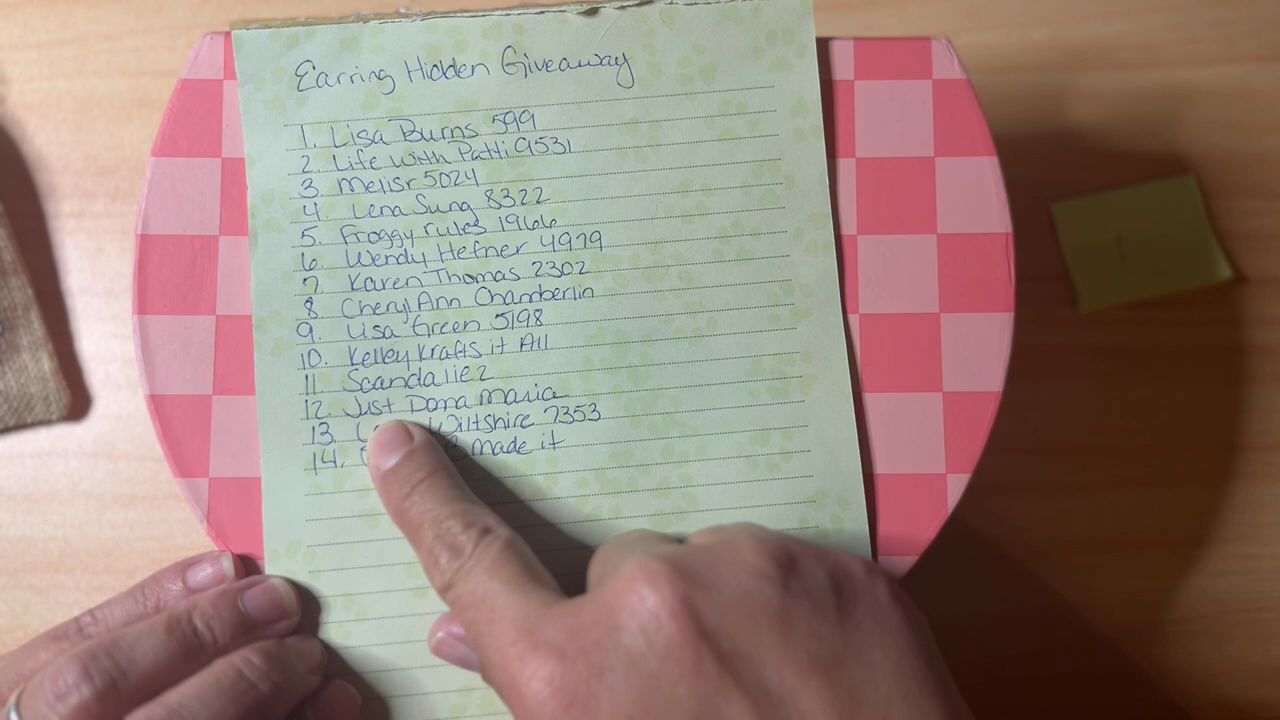 Earring Hidden Giveaway
1. Lisa Burns 599
2. Life with Patti 9531
3. Melisr 5024
4 Lena Sung 8322
5. Froggy rules 1966
6 Wendy Hefner 4979
7. Karen Thomas 2302
8. Cheryl Ann Chamberlin
9. Lisa Green 5198
10. Kelley Krafts it All
11 Scandalie2
12 Just Dana Maria
13 Wiltshire 7353
14. made it